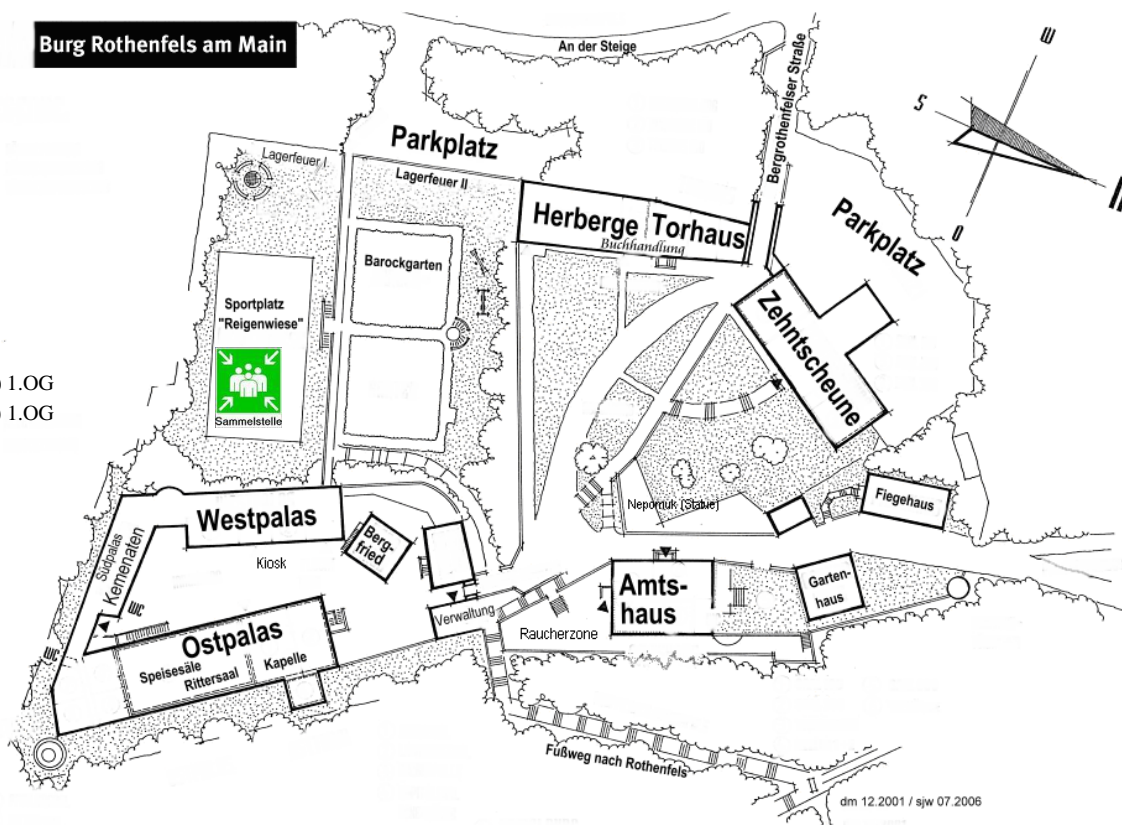 Burg Rothenfels am Main
An der Steige
Bergrothenfelser Straße
W
S
O
Parkplatz
Lagerfeuer I
Lagerfeuer II
Herberge Torhaus
Buchhandlung
Parkplatz
Barockgarten
Sportplatz
"Reigenwiese"
Zehntscheune
1.OG
1.OG
Sammelstelle
Westpalas
Berg-
fried
Nepomuk (Statue)
Fiegehaus
Südpalas
Kemenaten
Kiosk
Amts-
haus
Garten-
haus
WC
WC
Verwaltung
Raucherzone
Ostpalas
Speisesäle
Rittersaal
Kapelle
Fußweg nach Rothenfels
dm 12.2001 / sjw 07.2006